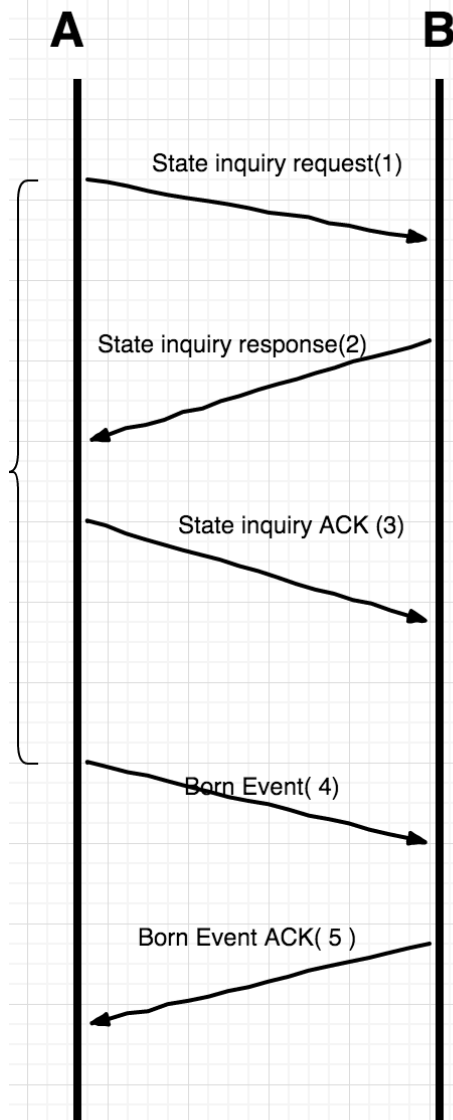 A
B
State inquiry request(1)
State inquiry response(2)
State inquiry ACK (3)
Born Event( 4)
Born Event ACK( 5 )